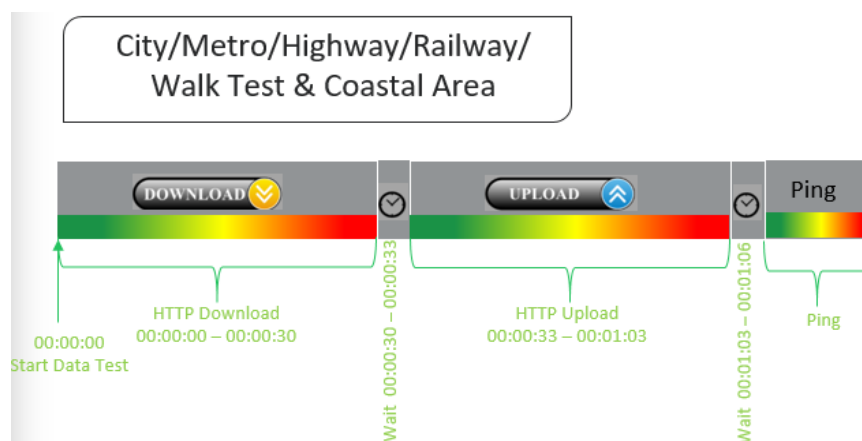 City/Metro/Highway/Railway/
Walk Test & Coastal Area
DOWNLOAD
UPLOAD
Ping
HTTP Download
00:00:00 – 00:00:30
00:00:00
Start Data Test
Wait  00:00:30 – 00:00:33
HTTP Upload
00:00:33 – 00:01:03
Wait  00:01:03 – 00:01:06
Ping